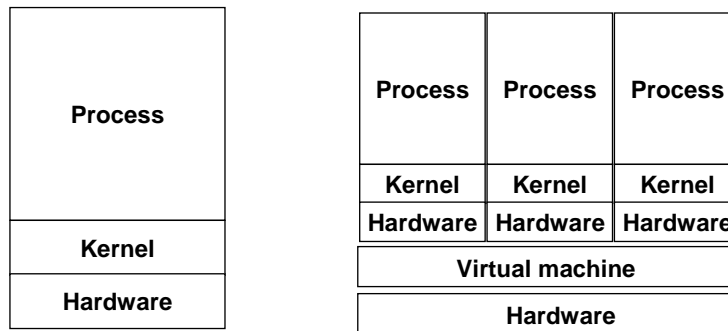 Process
Kernel
Hardware
Process Process Process
Kernel Kernel Kernel
Hardware Hardware Hardware
Virtual machine
Hardware